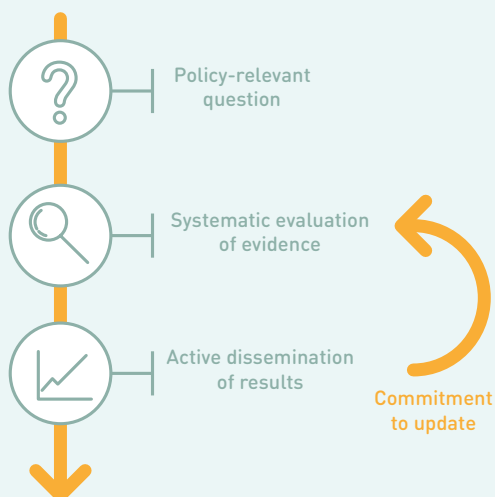 Policy-relevant
question
Systematic evaluation
of evidence
Active dissemination
of results
Commitment
to update